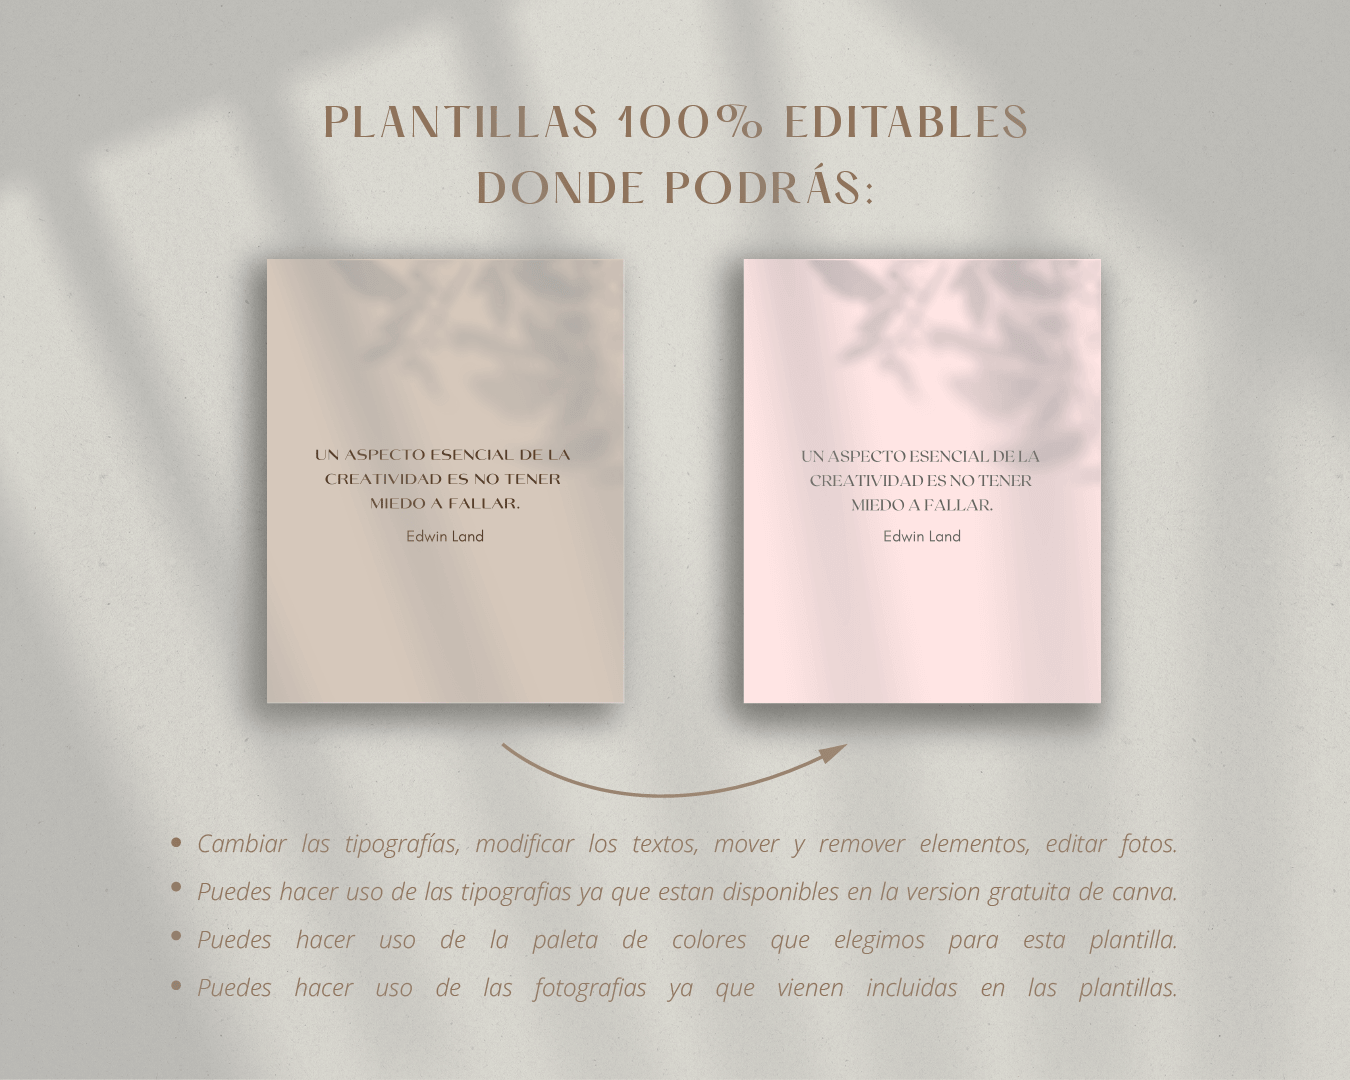 PLANTILLAS 100% EDITABLES
DONDE PODRÁS:
UN ASPECTO ESENCIAL DE LA
CREATIVIDAD ES NO TENER
MIEDO A FALLAR.
Edwin Land
UN ASPECTO ESENCIAL DE LA
CREATIVIDAD ES NO TENER
MIEDO A FALLAR.
Edwin Land
• Cambiar las tipografías, modificar los textos, mover y remover elementos, editar fotos.
• Puedes hacer uso de las tipografias ya que estan disponibles en la version gratuita de canva.
• Puedes hacer uso de la paleta de colores que elegimos para esta plantilla.
• Puedes hacer uso de las fotografias ya que vienen incluidas en las plantillas.